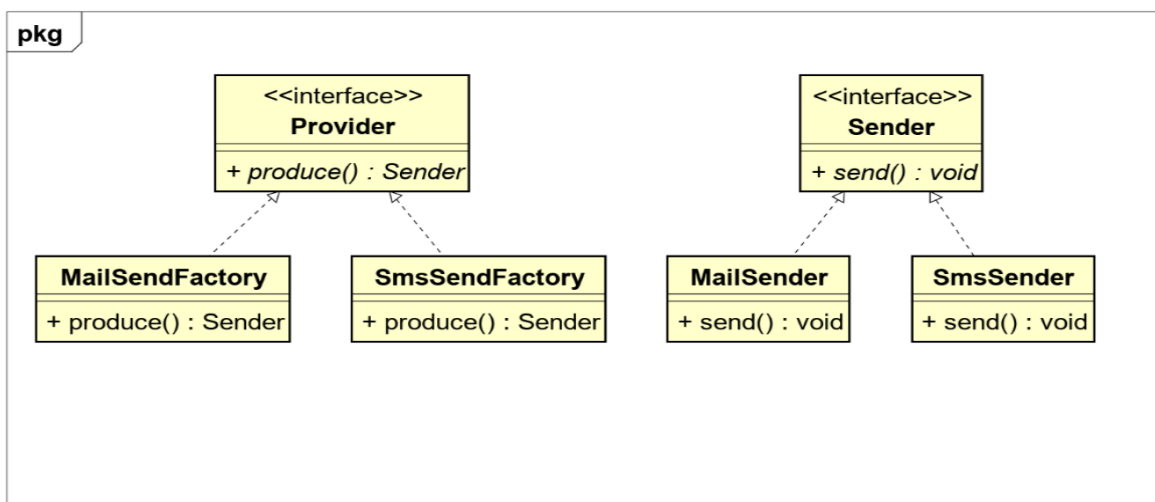 pkg
<<interface>>
Provider
+ produce() : Sender
<<interface>>
Sender
+ send() : void
MailSendFactory
+ produce() : Sender
SmsSendFactory
+ produce() : Sender
MailSender
+ send() : void
SmsSender
+ send() : void